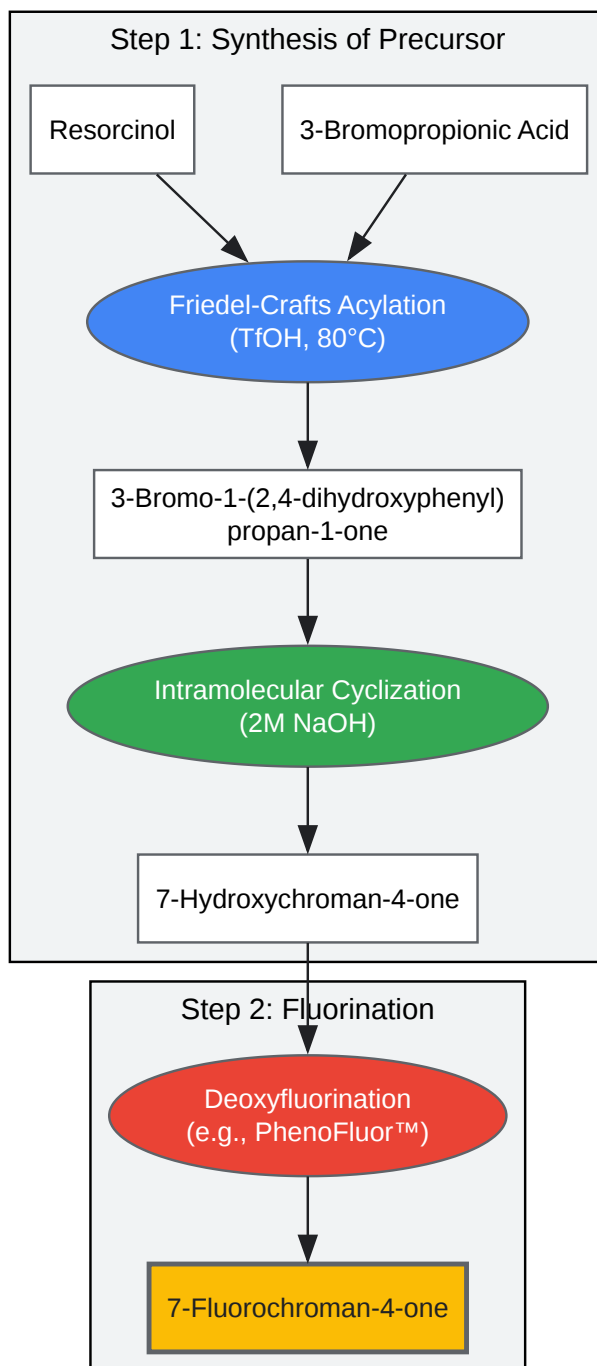 Step 1: Synthesis of Precursor
Resorcinol
3-Bromopropionic Acid
Friedel-Crafts Acylation
(TfOH, 80°C)
3-Bromo-1-(2,4-dihydroxyphenyl)
propan-1-one
Intramolecular Cyclization
(2M NaOH)
7-Hydroxychroman-4-one
Step 2: Fluorination
Deoxyfluorination
(e.g., PhenoFluor™)
7-Fluorochroman-4-one